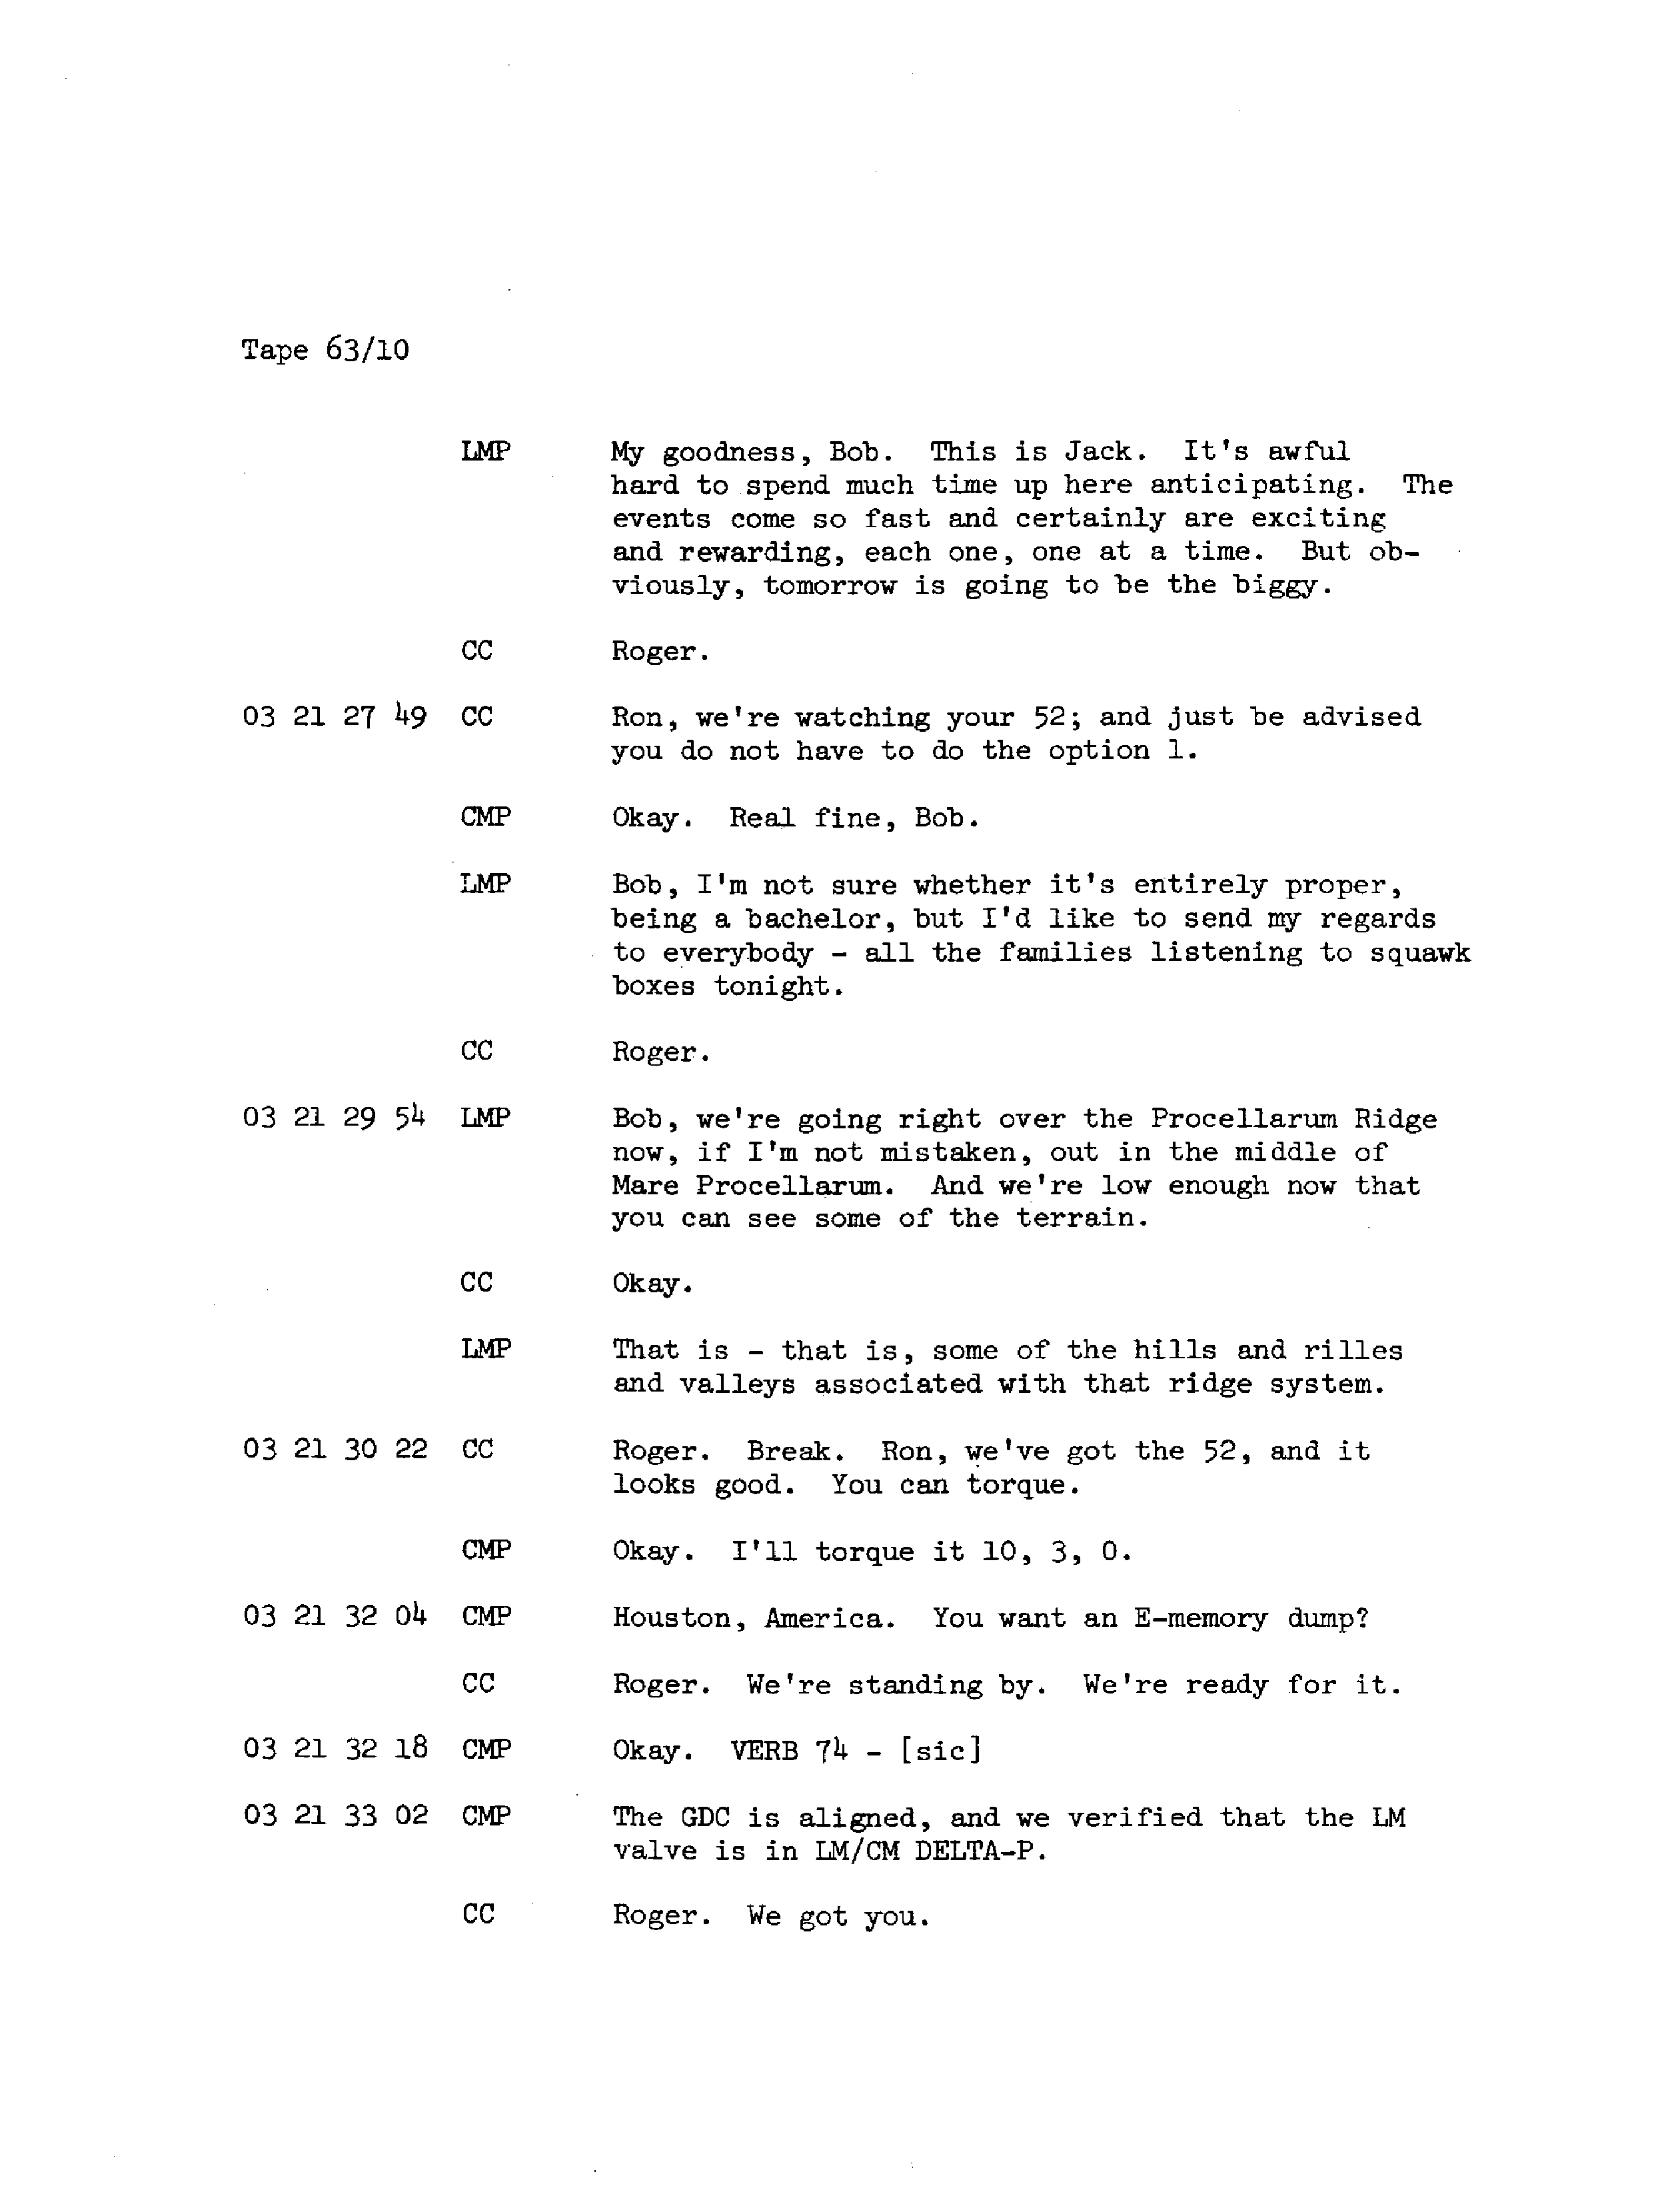 Tape 63/10
LMP My goodness, Bob. This is Jack. It's awful
hard to spend much time up here anticipating. The
events come so fast and certainly are exciting
and rewarding, each one, one at a time. But ob-
viously, tomorrow is going to be the biggy.
CC Roger.
03 21 27 49 CC Ron, we're watching your 52; and just be advised
you do not have to do the option 1.
CMP Okay. Real fine, Bob.
LMP Bob, I'm not sure whether it's entirely proper,
being a bachelor, but I'd like to send my regards
to everybody - all the families listening to squawk
boxes tonight.
CC Roger.
03 21 29 54 LMP Bob, we're going right over the Procellarum Ridge
now, if I'm not mistaken, out in the middle of
Mare Procellarum. And we're low enough now that
you can see some of the terrain.
CC Okay.
LMP That is - that is, some of the hills and rilles
and valleys associated with that ridge system.
03 21 30 22 CC Roger. Break. Ron, we've got the 52, and it
looks good. You can torque.
CMP Okay. I'll torque it 10, 3, 0.
03 21 32 04 CMP Houston, America. You want an E-memory dump?
CC Roger. We're standing by. We're ready for it.
03 21 32 18 CMP Okay. VERB 74 - [sic]
03 21 33 02 CMP The GDC is aligned, and we verified that the LM
valve is in LM/CM DELTA-P.
CC Roger. We got you.